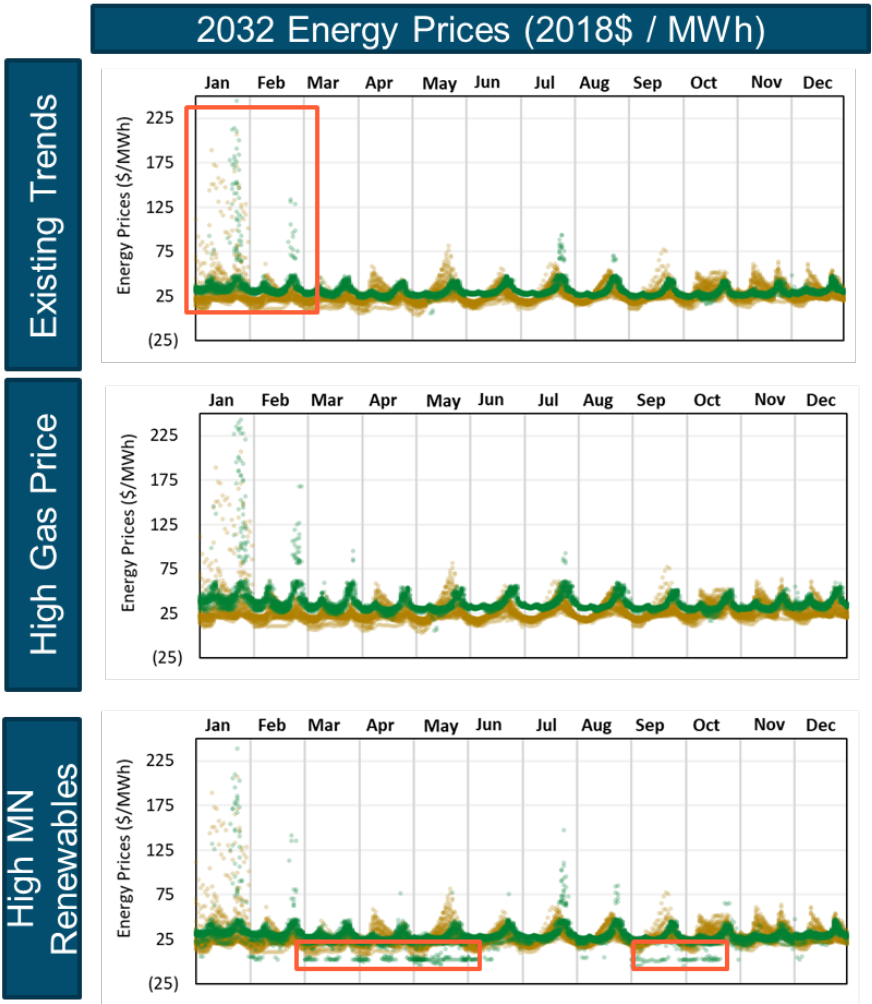 2032 Energy Prices (2018$ / MWh)
Existing Trends
Jan Feb Mar Apr May Jun Jul Aug Sep Oct Nov Dec
Energy Prices ($/MWh)
225
175
125
75
25
(25)
High Gas Price
Jan Feb Mar Apr May Jun Jul Aug Sep Oct Nov Dec
Energy Prices ($/MWh)
225
175
125
75
25
(25)
High MN
Renewables
Jan Feb Mar Apr May Jun Jul Aug Sep Oct Nov Dec
Energy Prices ($/MWh)
225
175
125
75
25
(25)